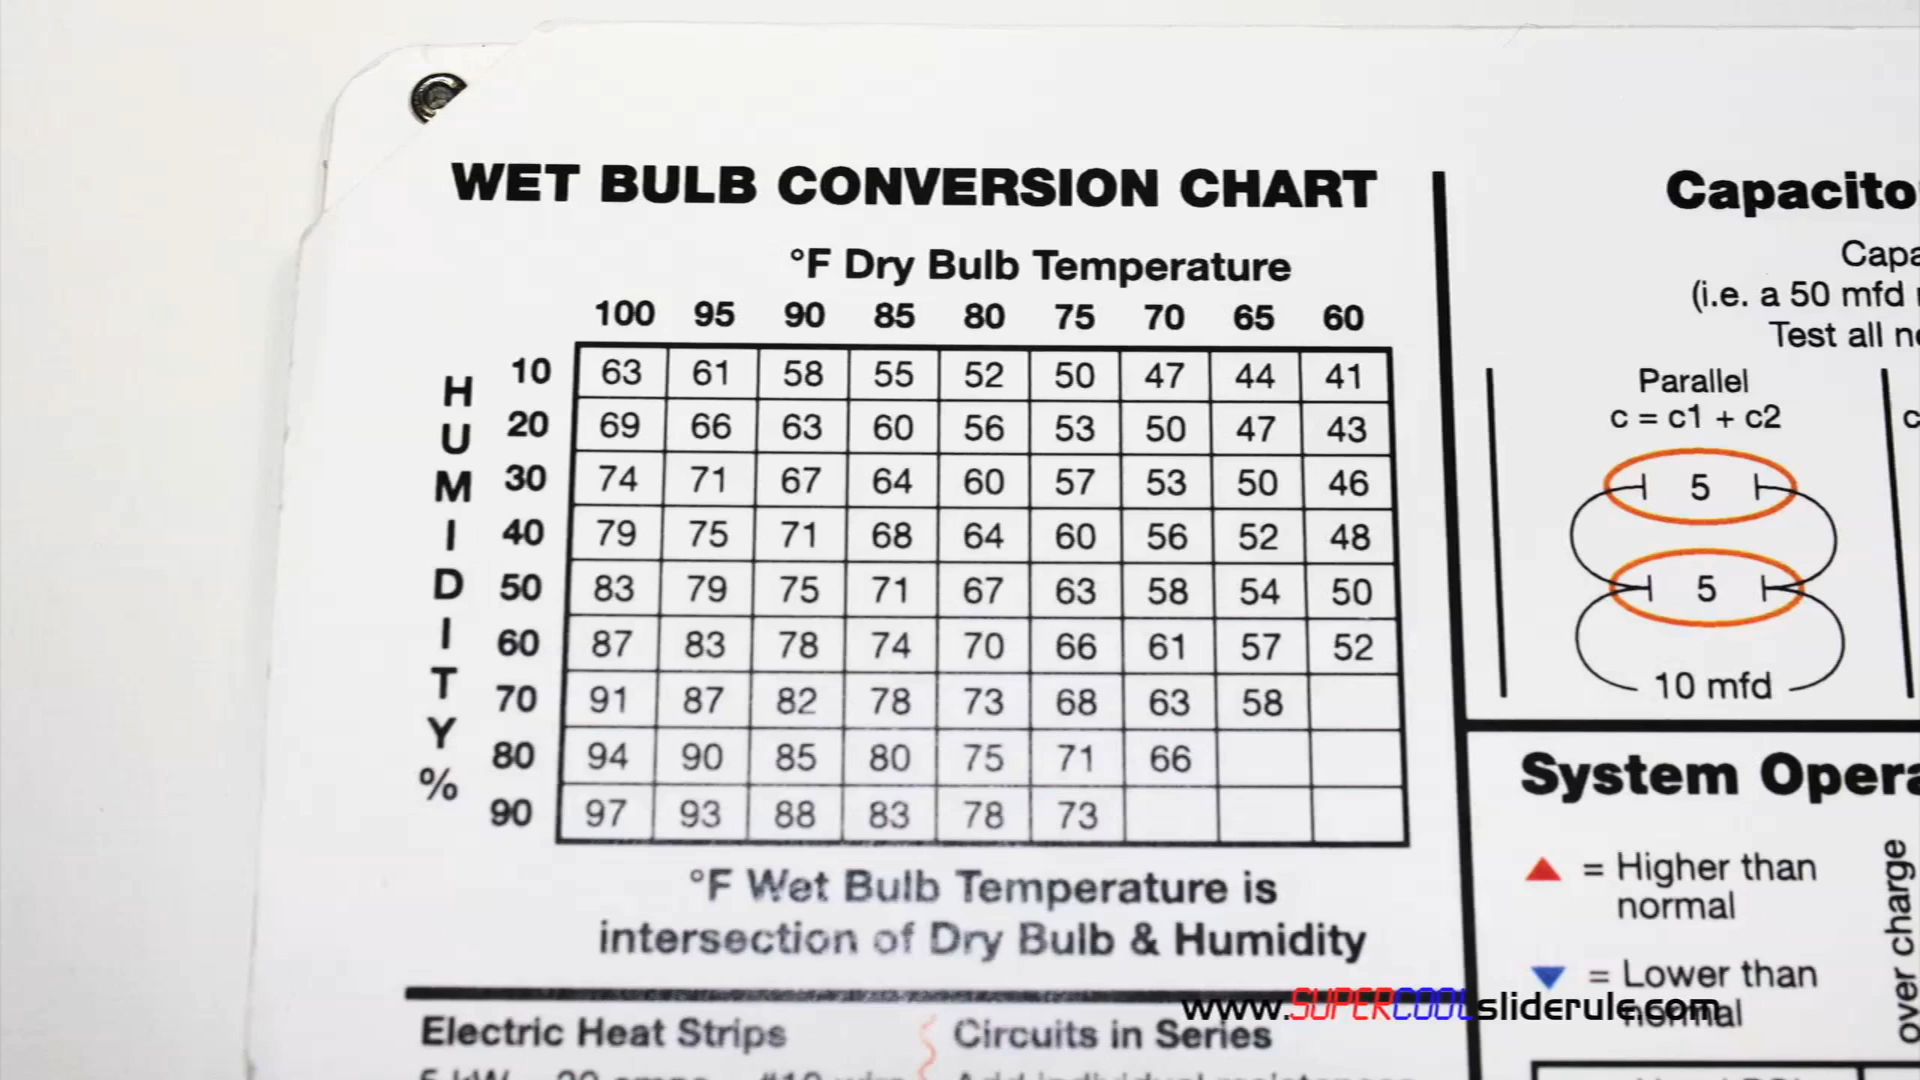 WET BULB CONVERSION CHART
°F Dry Bulb Temperature
100 95 90 85 80 75 70 65 60
HUMIDITY %
10 63 61 58 55 52 50 47 44 41
20 69 66 63 60 56 53 50 47 43
30 74 71 67 64 60 57 53 50 46
40 79 75 71 68 64 60 56 52 48
50 83 79 75 71 67 63 58 54 50
60 87 83 78 74 70 66 61 57 52
70 91 87 82 78 73 68 63 58
80 94 90 85 80 75 71 66
90 97 93 88 83 78 73
°F Wet Bulb Temperature is
intersection of Dry Bulb & Humidity
Electric Heat Strips
Circuits in Series
Capacito
Capa
(i.e. a 50 mfd
Test all
Parallel
c = c1 + c2
c
5
5
10 mfd
System Opera
= Higher than
normal
= Lower than
normal
over charge
www.SUPERCOOLsliderule.com